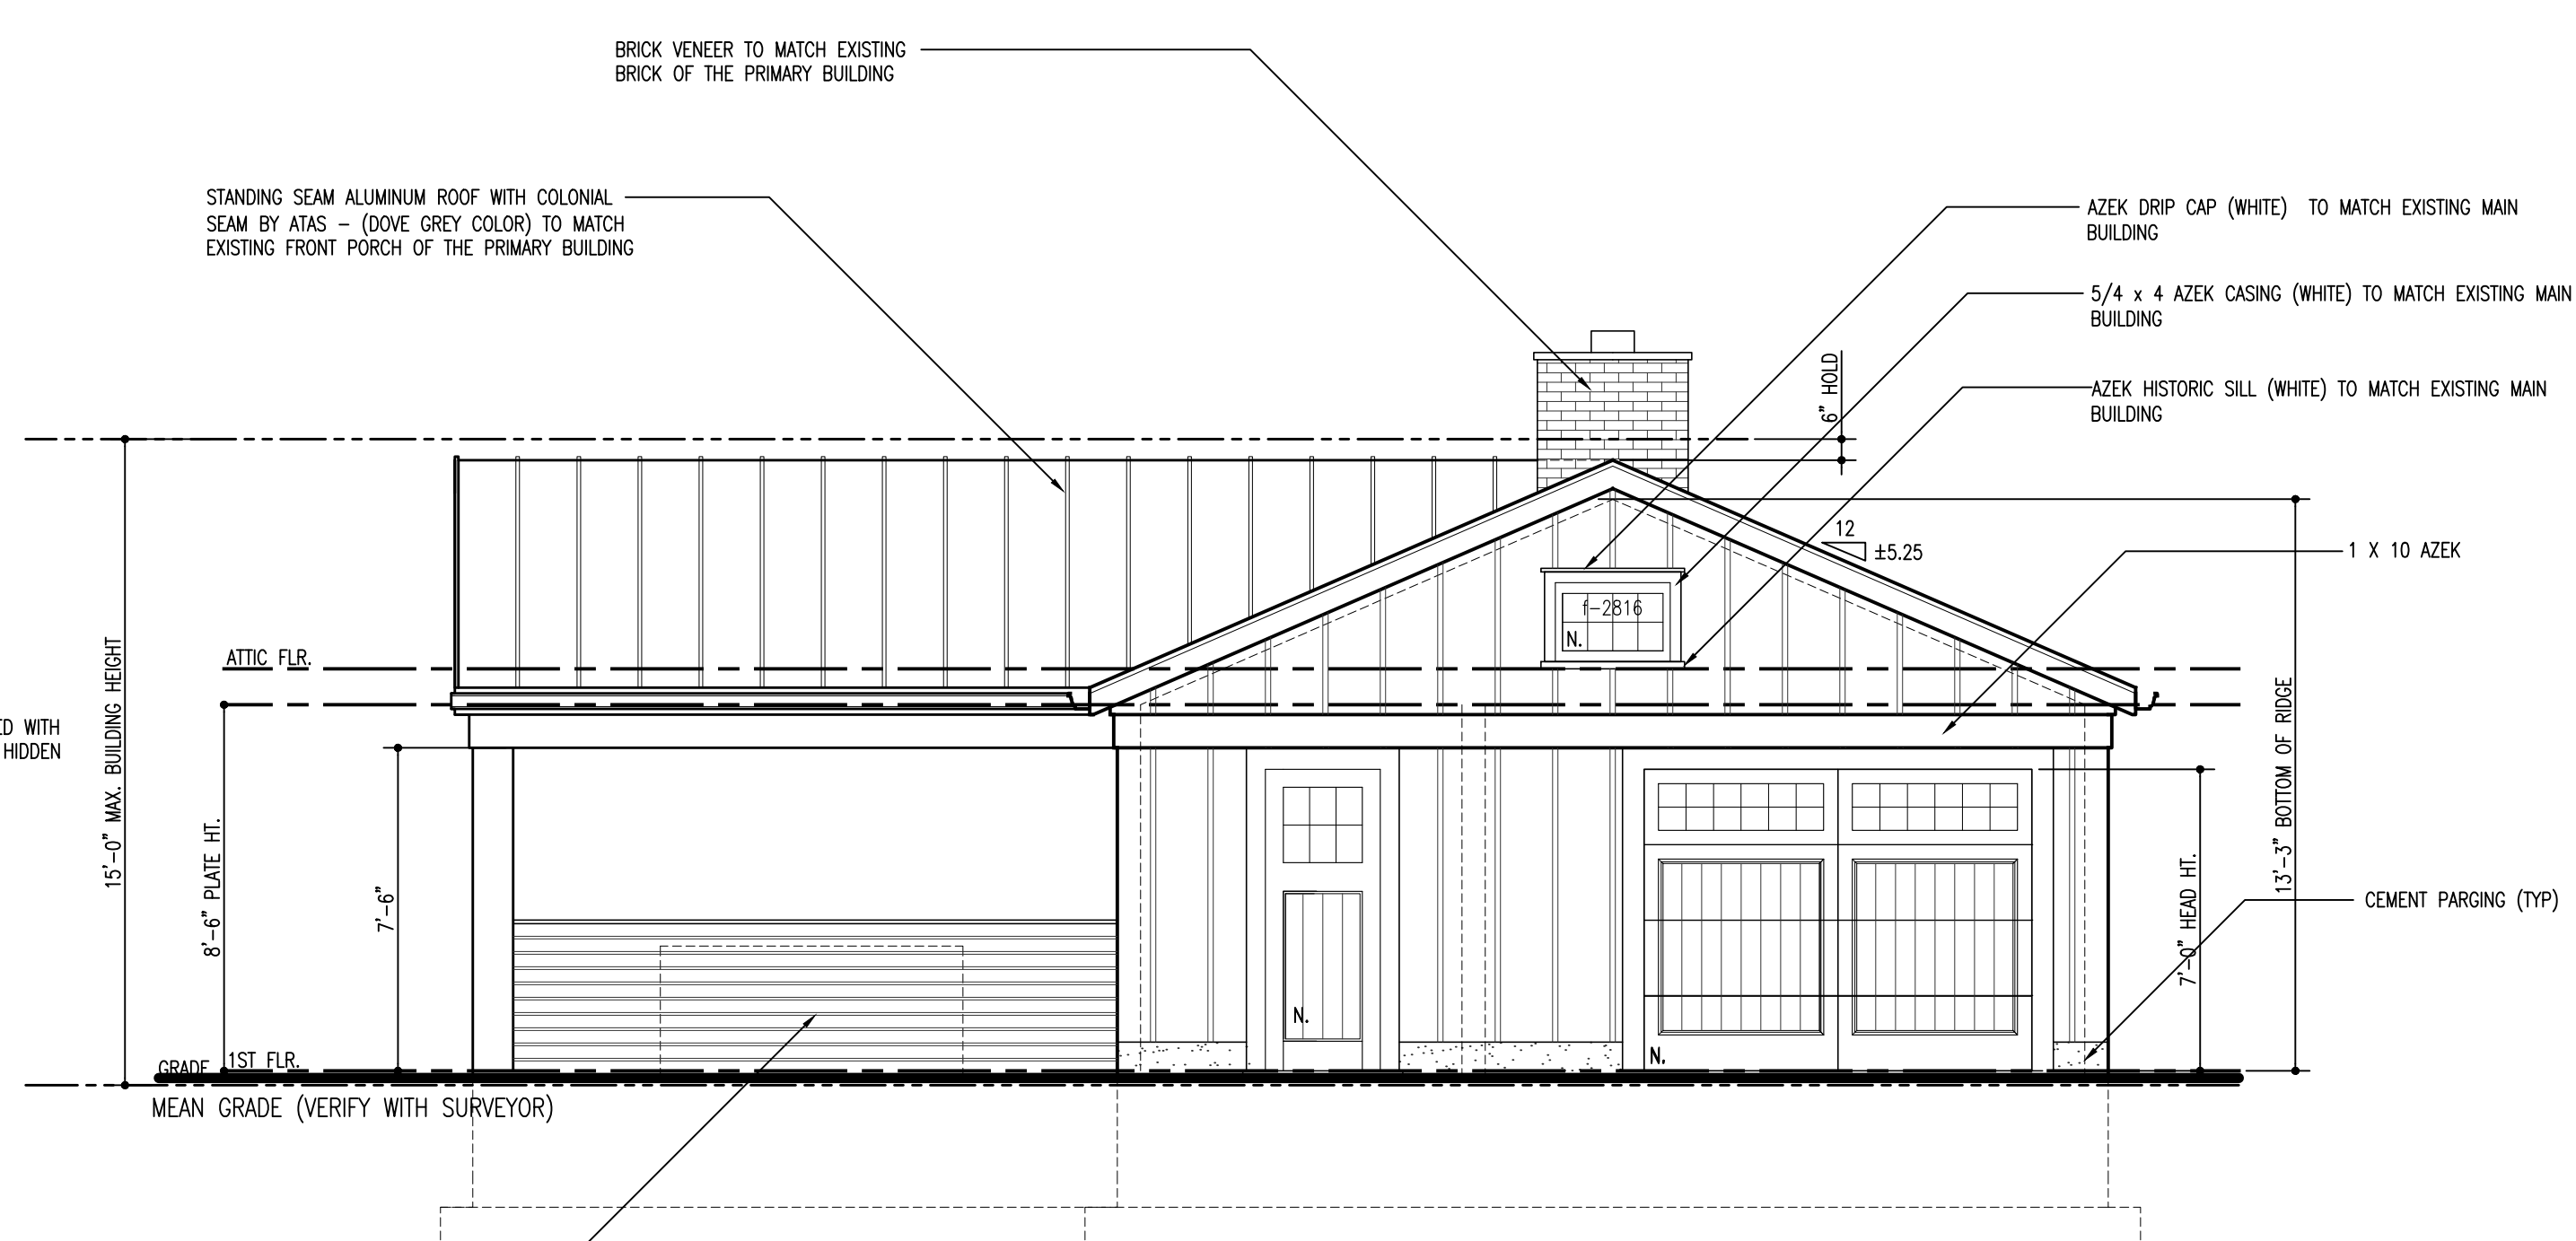 BRICK VENEER TO MATCH EXISTING
BRICK OF THE PRIMARY BUILDING
STANDING SEAM ALUMINUM ROOF WITH COLONIAL
SEAM BY ATAS – (DOVE GREY COLOR) TO MATCH
EXISTING FRONT PORCH OF THE PRIMARY BUILDING
AZEK DRIP CAP (WHITE) TO MATCH EXISTING MAIN
BUILDING
5/4 x 4 AZEK CASING (WHITE) TO MATCH EXISTING MAIN
BUILDING
AZEK HISTORIC SILL (WHITE) TO MATCH EXISTING MAIN
BUILDING
6" HOLD
12
±5.25
1 X 10 AZEK
f-2816
N.
ATTIC FLR.
ED WITH
HIDDEN
15'-0" MAX. BUILDING HEIGHT
8'-6" PLATE HT.
7'-6"
13'-3" BOTTOM OF RIDGE
7'-0" HEAD HT.
CEMENT PARGING (TYP)
N.
N.
GRADE
1ST FLR.
MEAN GRADE (VERIFY WITH SURVEYOR)